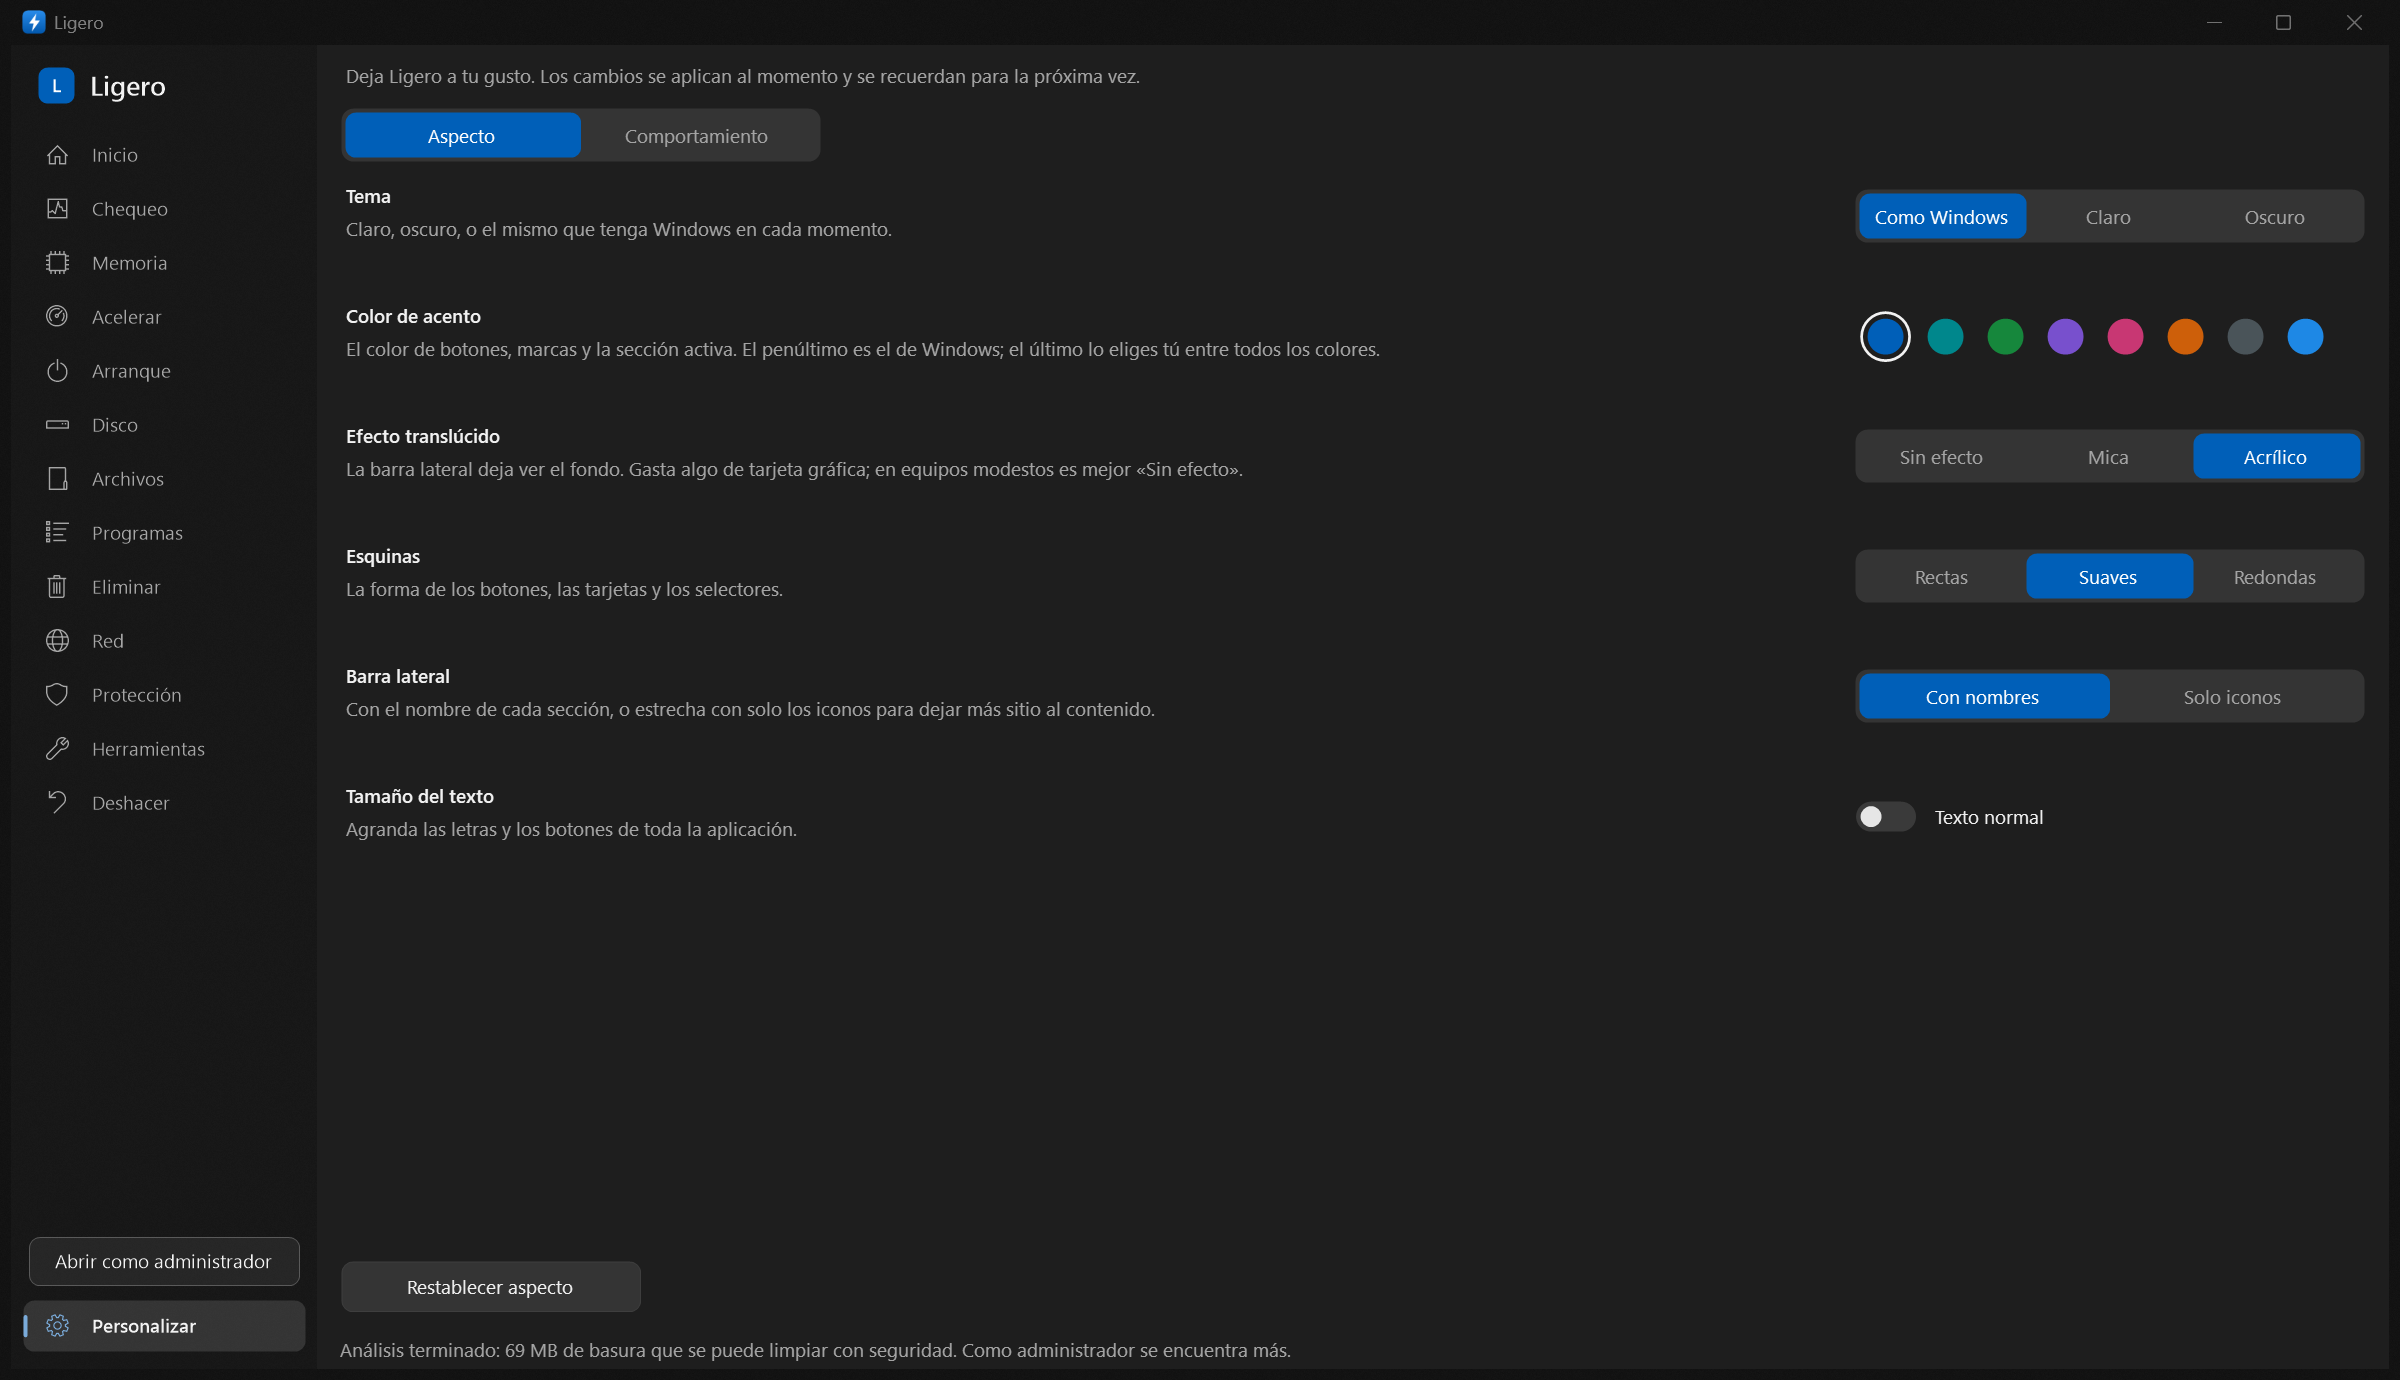 Ligero
L Ligero
Inicio
Chequeo
Memoria
Acelerar
Arranque
Disco
Archivos
Programas
Eliminar
Red
Protección
Herramientas
Deshacer
Abrir como administrador
Personalizar
Deja Ligero a tu gusto. Los cambios se aplican al momento y se recuerdan para la próxima vez.
Aspecto Comportamiento
Tema
Claro, oscuro, o el mismo que tenga Windows en cada momento.
Como Windows Claro Oscuro
Color de acento
El color de botones, marcas y la sección activa. El penúltimo es el de Windows; el último lo eliges tú entre todos los colores.
Efecto translúcido
La barra lateral deja ver el fondo. Gasta algo de tarjeta gráfica; en equipos modestos es mejor «Sin efecto».
Sin efecto Mica Acrílico
Esquinas
La forma de los botones, las tarjetas y los selectores.
Rectas Suaves Redondas
Barra lateral
Con el nombre de cada sección, o estrecha con solo los iconos para dejar más sitio al contenido.
Con nombres Solo iconos
Tamaño del texto
Agranda las letras y los botones de toda la aplicación.
Texto normal
Restablecer aspecto
Análisis terminado: 69 MB de basura que se puede limpiar con seguridad. Como administrador se encuentra más.